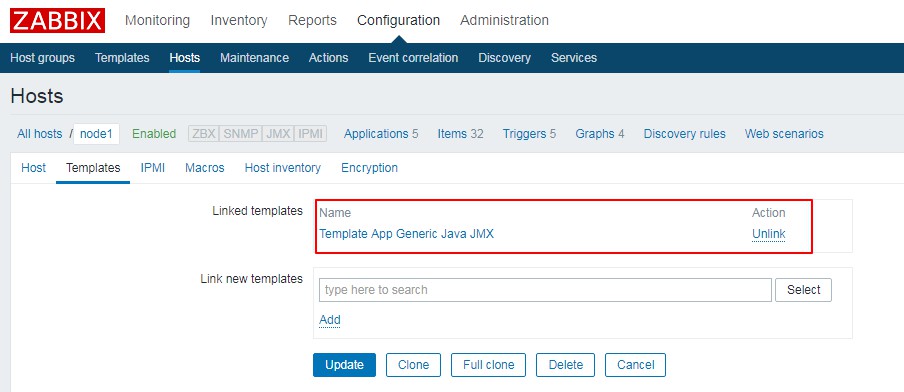 ZABBIX Monitoring Inventory Reports Configuration Administration
Host groups Templates Hosts Maintenance Actions Event correlation Discovery Services
Hosts
All hosts / node1 Enabled ZBX SNMP JMX IPMI Applications 5 Items 32 Triggers 5 Graphs 4 Discovery rules Web scenarios
Host Templates IPMI Macros Host inventory Encryption
Linked templates Name Action
Template App Generic Java JMX Unlink
Link new templates type here to search Select
Add
Update Clone Full clone Delete Cancel